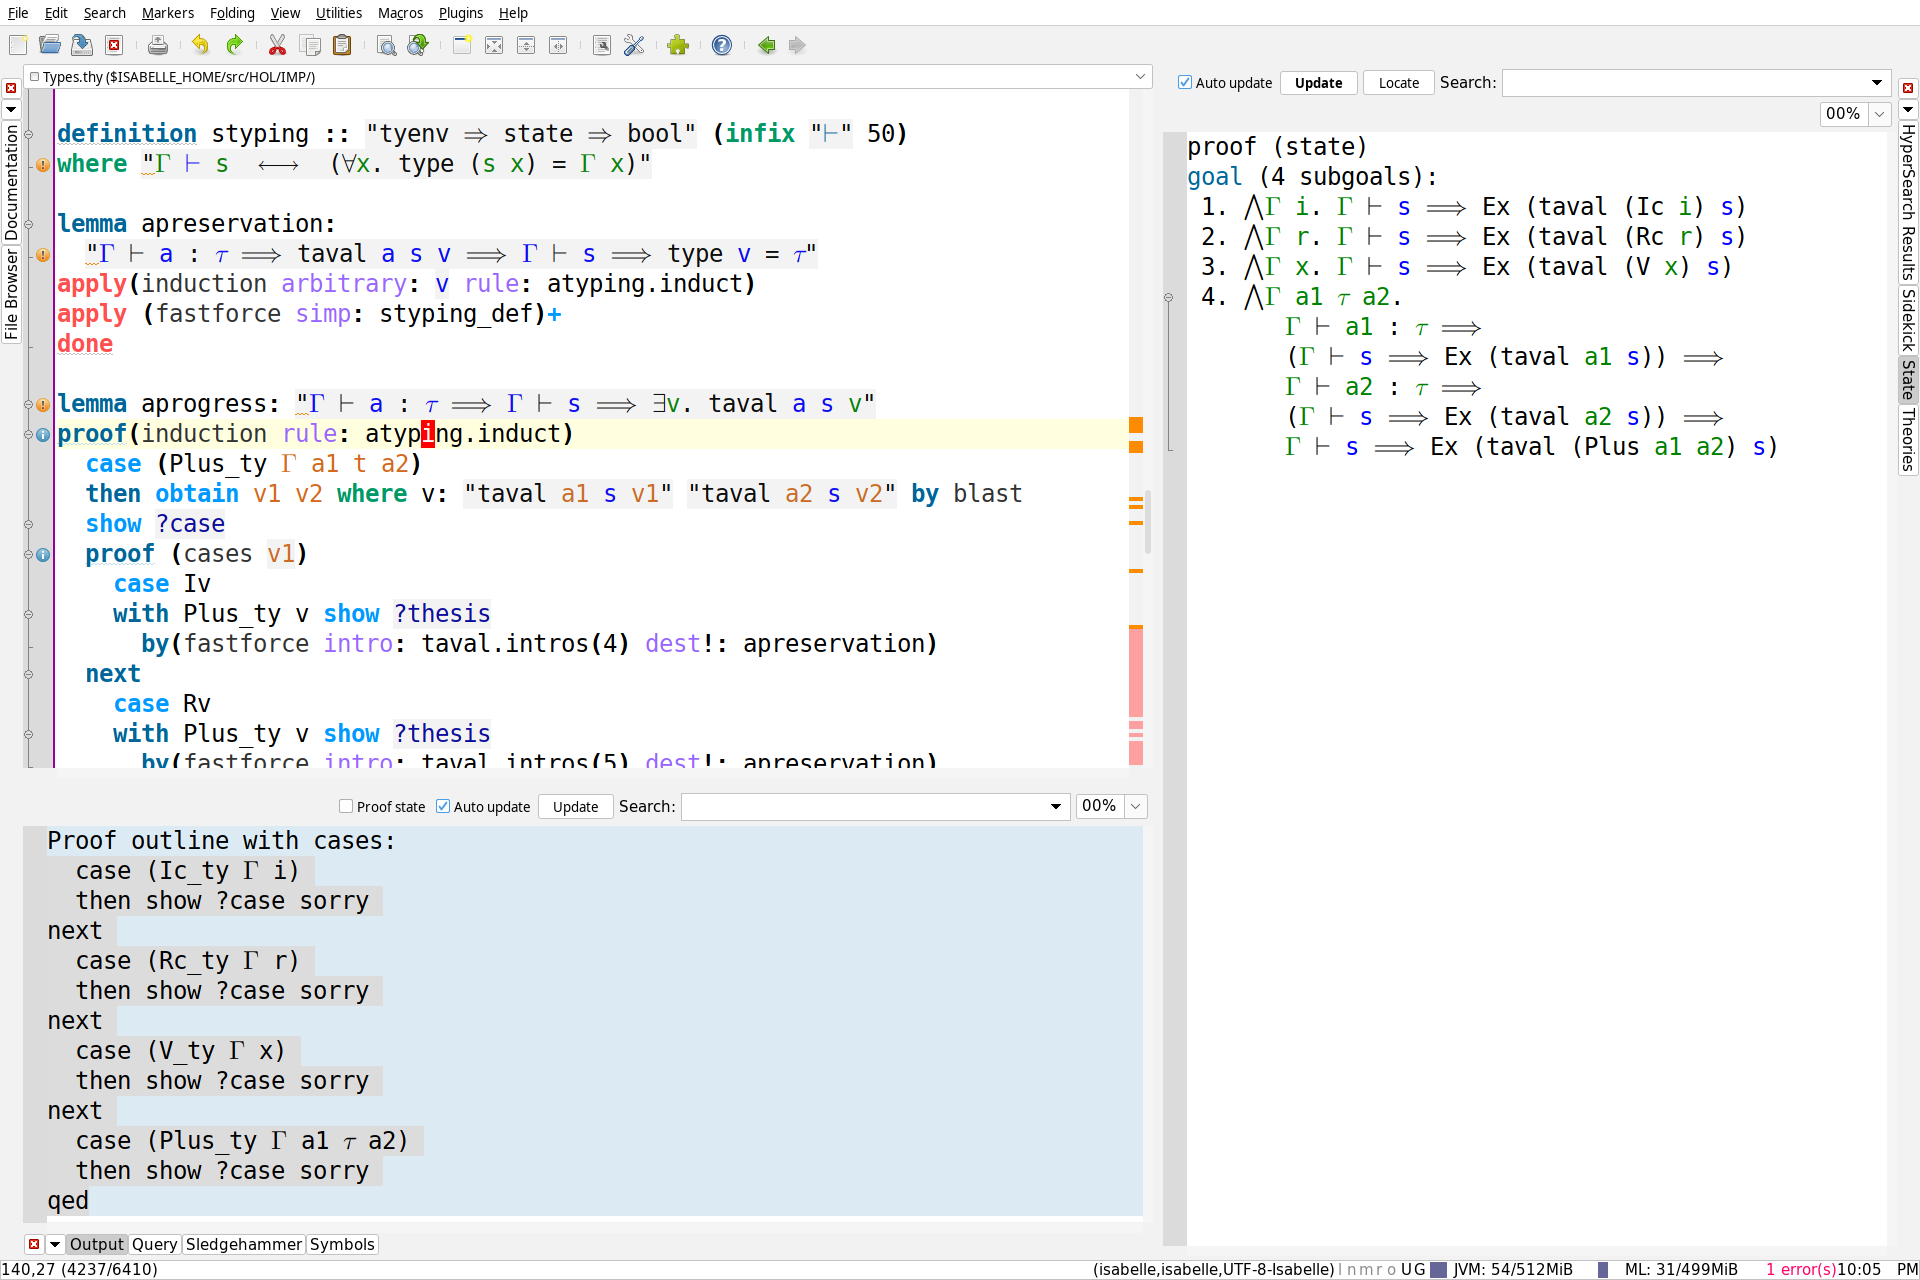 File Edit Search Markers Folding View Utilities Macros Plugins Help
Types.thy ($ISABELLE_HOME/src/HOL/IMP/)
Documentation
File Browser
definition styping :: "tyenv ⇒ state ⇒ bool" (infix "⊢" 50)
where "Γ ⊢ s ⟷ (∀x. type (s x) = Γ x)"
lemma apreservation:
"Γ ⊢ a : τ ⟹ taval a s v ⟹ Γ ⊢ s ⟹ type v = τ"
apply(induction arbitrary: v rule: atyping.induct)
apply (fastforce simp: styping_def)+
done
lemma aprogress: "Γ ⊢ a : τ ⟹ Γ ⊢ s ⟹ ∃v. taval a s v"
proof(induction rule: atyping.induct)
case (Plus_ty Γ a1 t a2)
then obtain v1 v2 where v: "taval a1 s v1" "taval a2 s v2" by blast
show ?case
proof (cases v1)
case Iv
with Plus_ty v show ?thesis
by(fastforce intro: taval.intros(4) dest!: apreservation)
next
case Rv
with Plus_ty v show ?thesis
by(fastforce intro: taval.intros(5) dest!: apreservation)
Proof state Auto update Update Search: 00%
Proof outline with cases:
case (Ic_ty Γ i)
then show ?case sorry
next
case (Rc_ty Γ r)
then show ?case sorry
next
case (V_ty Γ x)
then show ?case sorry
next
case (Plus_ty Γ a1 τ a2)
then show ?case sorry
qed
Output Query Sledgehammer Symbols
Auto update Update Locate Search:
00%
proof (state)
goal (4 subgoals):
1. ⋀Γ i. Γ ⊢ s ⟹ Ex (taval (Ic i) s)
2. ⋀Γ r. Γ ⊢ s ⟹ Ex (taval (Rc r) s)
3. ⋀Γ x. Γ ⊢ s ⟹ Ex (taval (V x) s)
4. ⋀Γ a1 τ a2.
Γ ⊢ a1 : τ ⟹
(Γ ⊢ s ⟹ Ex (taval a1 s)) ⟹
Γ ⊢ a2 : τ ⟹
(Γ ⊢ s ⟹ Ex (taval a2 s)) ⟹
Γ ⊢ s ⟹ Ex (taval (Plus a1 a2) s)
HyperSearch Results
Sidekick
State
Theories
140,27 (4237/6410)
(isabelle,isabelle,UTF-8-Isabelle) l n m r o U G JVM: 54/512MiB ML: 31/499MiB 1 error(s) 10:05 PM